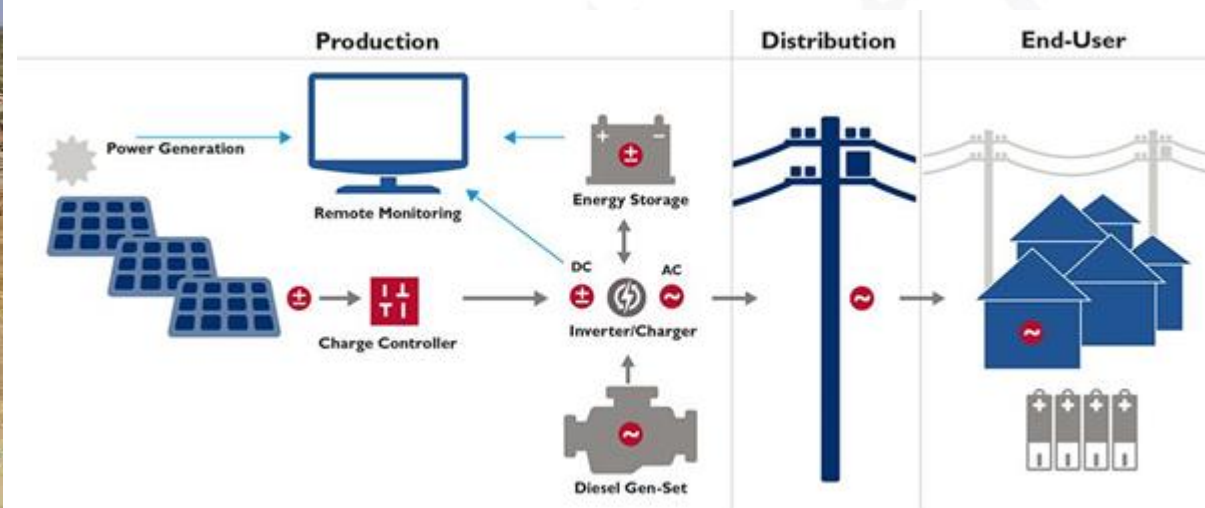 Production
Distribution
End-User
Power Generation
Remote Monitoring
+ −
±
Energy Storage
DC
AC
±
±
~
~
~
Charge Controller
Inverter/Charger
~
Diesel Gen-Set
+ + + +
- - - -